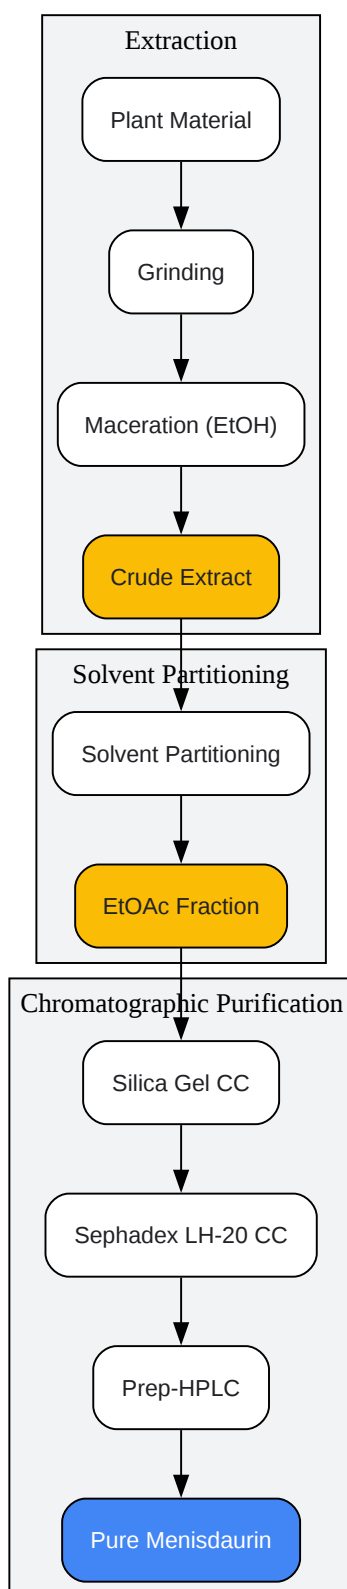 Extraction
Plant Material
Grinding
Maceration (EtOH)
Crude Extract
Solvent Partitioning
Solvent Partitioning
EtOAc Fraction
Chromatographic Purification
Silica Gel CC
Sephadex LH-20 CC
Prep-HPLC
Pure Menisdaurin